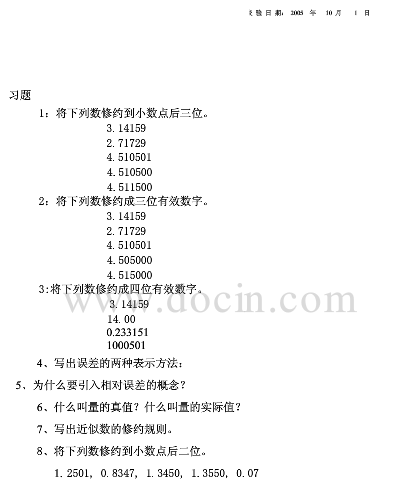 实验日期: 2005 年 10 月 1 日
习题
1: 将下列数修约到小数点后三位。
3.14159
2.71729
4.510501
4.510500
4.511500
2: 将下列数修约成三位有效数字。
3.14159
2.71729
4.510501
4.505000
4.515000
3:将下列数修约成四位有效数字。
www.docin.com
3.14159
14.00
0.233151
1000501
4、写出误差的两种表示方法:
5、为什么要引入相对误差的概念?
6、什么叫量的真值? 什么叫量的实际值?
7、写出近似数的修约规则。
8、将下列数修约到小数点后二位。
1.2501, 0.8347, 1.3450, 1.3550, 0.07